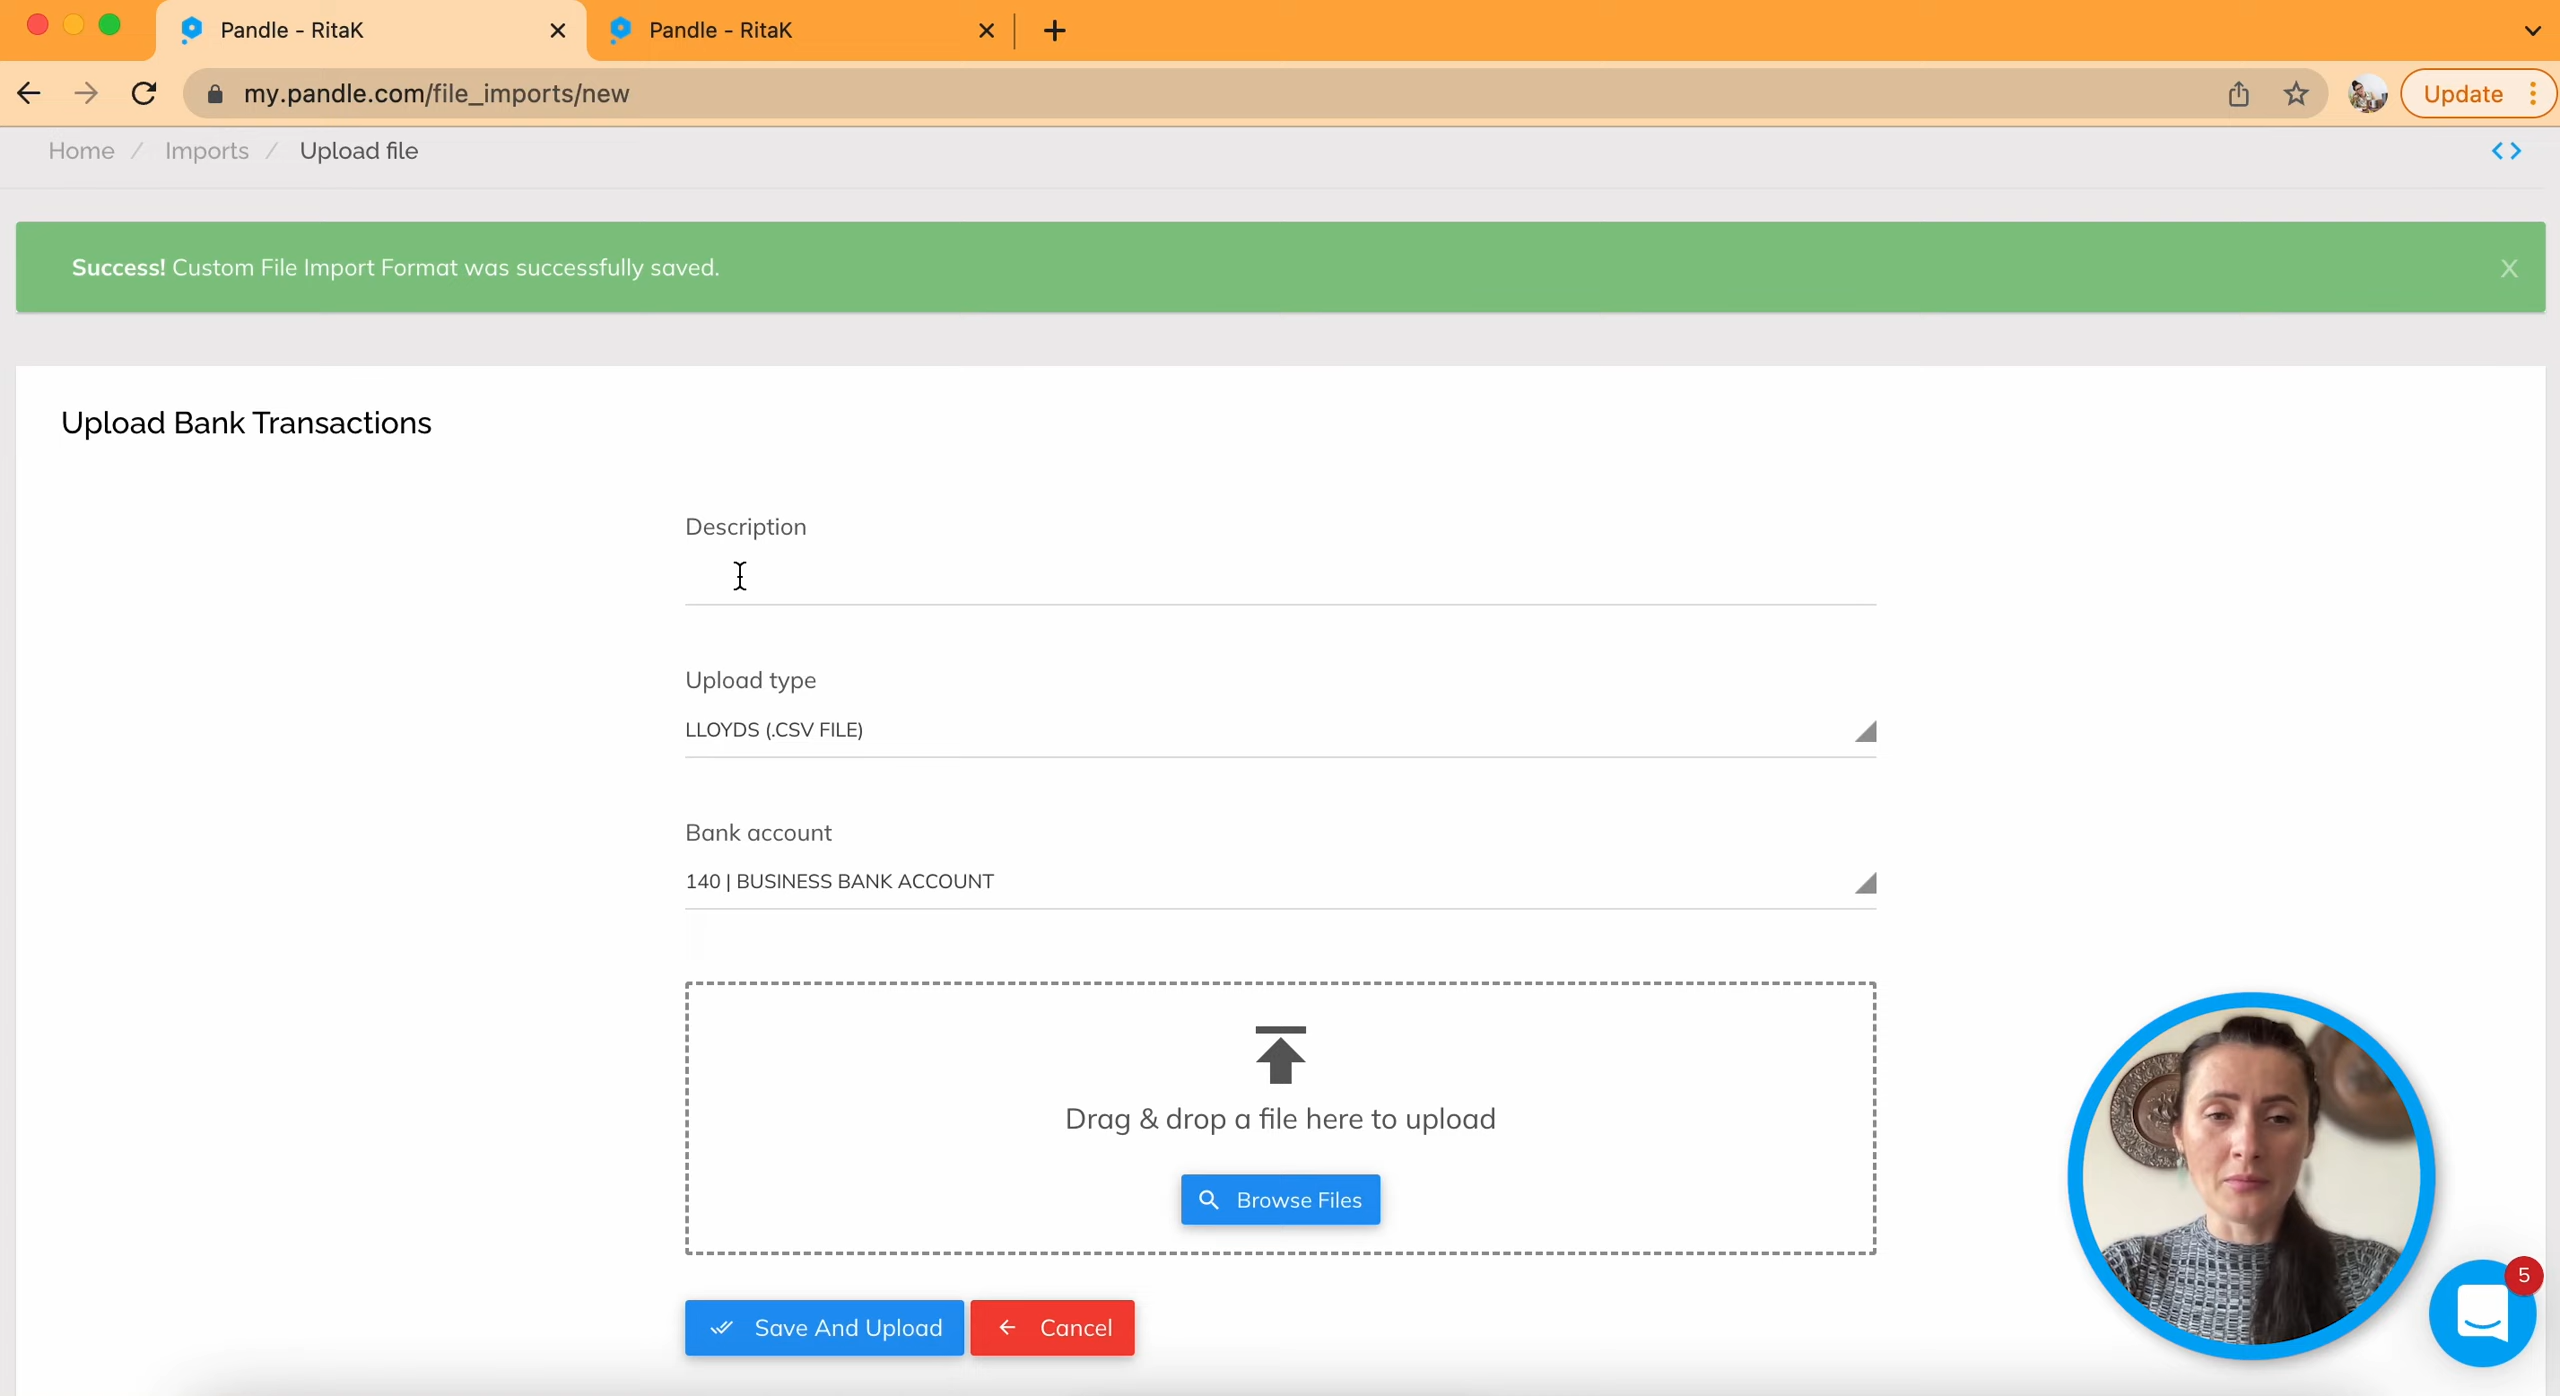 Pandle - RitaK
Pandle - RitaK
my.pandle.com/file_imports/new
Update
Home / Imports / Upload file
Success! Custom File Import Format was successfully saved.
X
Upload Bank Transactions
Description
Upload type
LLOYDS (.CSV FILE)
Bank account
140 | BUSINESS BANK ACCOUNT
Drag & drop a file here to upload
Browse Files
Save And Upload
Cancel
5